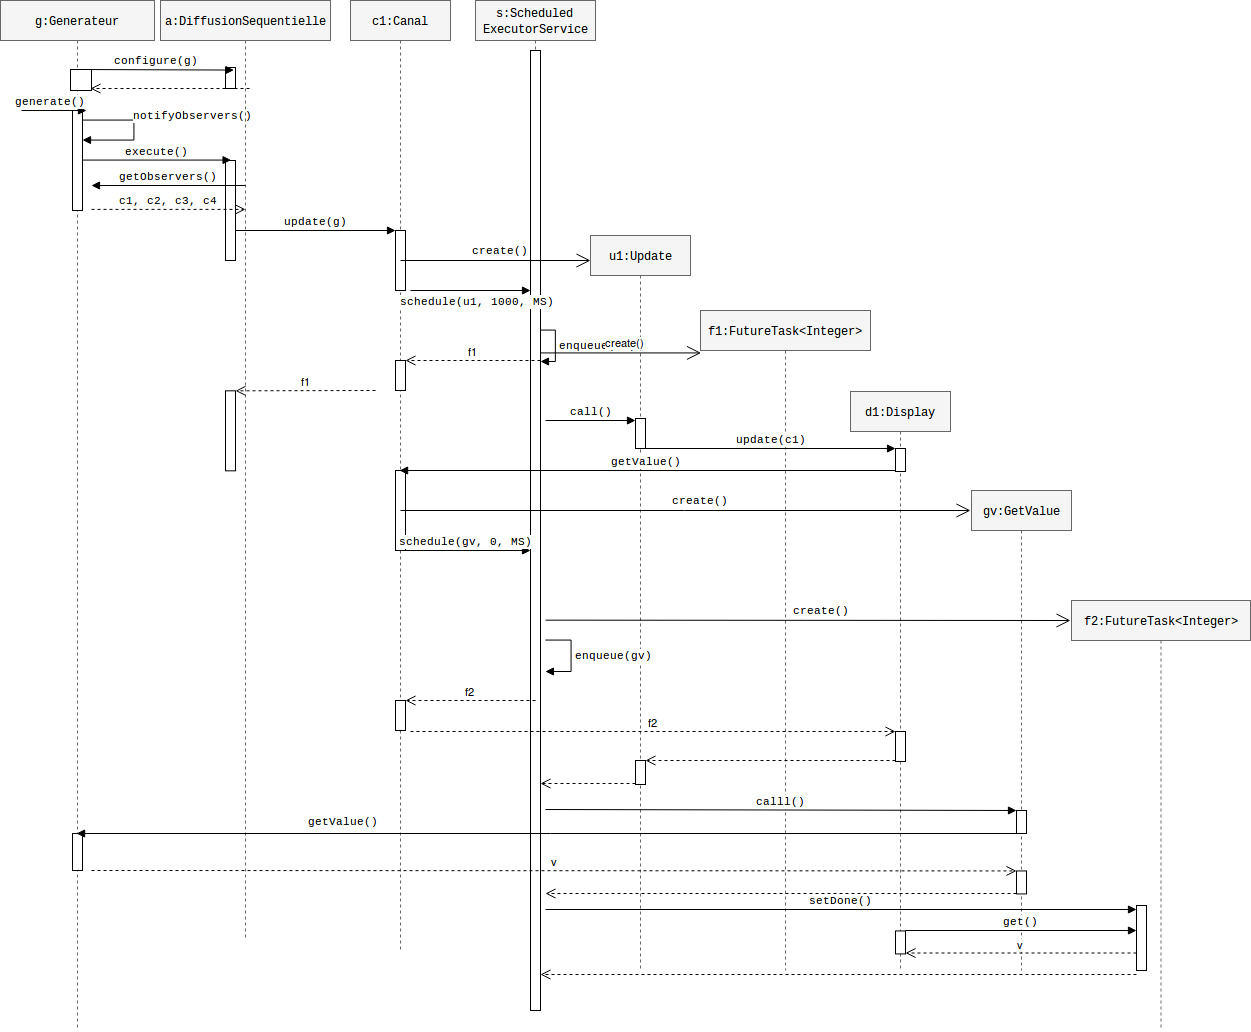 g:Generateur
a:DiffusionSequentielle
c1:Canal
s:Scheduled
ExecutorService
configure(g)
generate()
notifyObservers()
execute()
getObservers()
c1, c2, c3, c4
update(g)
create()
u1:Update
schedule(u1, 1000, MS)
f1:FutureTask<Integer>
enqueue
create()
f1
f1
call()
d1:Display
update(c1)
getValue()
create()
gv:GetValue
schedule(gv, 0, MS)
create()
f2:FutureTask<Integer>
enqueue(gv)
f2
f2
calll()
getValue()
v
setDone()
get()
v